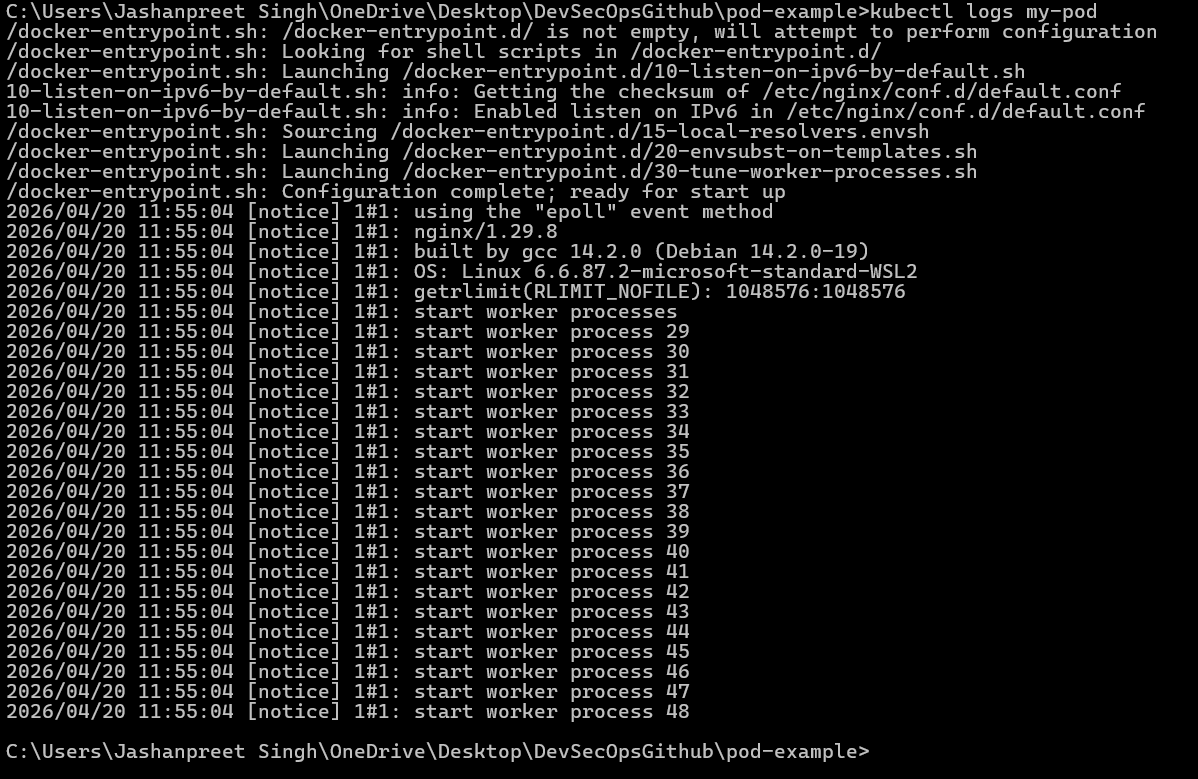 C:\Users\Jashanpreet Singh\OneDrive\Desktop\DevSecOpsGithub\pod-example>kubectl logs my-pod
/docker-entrypoint.sh: /docker-entrypoint.d/ is not empty, will attempt to perform configuration
/docker-entrypoint.sh: Looking for shell scripts in /docker-entrypoint.d/
/docker-entrypoint.sh: Launching /docker-entrypoint.d/10-listen-on-ipv6-by-default.sh
10-listen-on-ipv6-by-default.sh: info: Getting the checksum of /etc/nginx/conf.d/default.conf
10-listen-on-ipv6-by-default.sh: info: Enabled listen on IPv6 in /etc/nginx/conf.d/default.conf
/docker-entrypoint.sh: Sourcing /docker-entrypoint.d/15-local-resolvers.envsh
/docker-entrypoint.sh: Launching /docker-entrypoint.d/20-envsubst-on-templates.sh
/docker-entrypoint.sh: Launching /docker-entrypoint.d/30-tune-worker-processes.sh
/docker-entrypoint.sh: Configuration complete; ready for start up
2026/04/20 11:55:04 [notice] 1#1: using the "epoll" event method
2026/04/20 11:55:04 [notice] 1#1: nginx/1.29.8
2026/04/20 11:55:04 [notice] 1#1: built by gcc 14.2.0 (Debian 14.2.0-19)
2026/04/20 11:55:04 [notice] 1#1: OS: Linux 6.6.87.2-microsoft-standard-WSL2
2026/04/20 11:55:04 [notice] 1#1: getrlimit(RLIMIT_NOFILE): 1048576:1048576
2026/04/20 11:55:04 [notice] 1#1: start worker processes
2026/04/20 11:55:04 [notice] 1#1: start worker process 29
2026/04/20 11:55:04 [notice] 1#1: start worker process 30
2026/04/20 11:55:04 [notice] 1#1: start worker process 31
2026/04/20 11:55:04 [notice] 1#1: start worker process 32
2026/04/20 11:55:04 [notice] 1#1: start worker process 33
2026/04/20 11:55:04 [notice] 1#1: start worker process 34
2026/04/20 11:55:04 [notice] 1#1: start worker process 35
2026/04/20 11:55:04 [notice] 1#1: start worker process 36
2026/04/20 11:55:04 [notice] 1#1: start worker process 37
2026/04/20 11:55:04 [notice] 1#1: start worker process 38
2026/04/20 11:55:04 [notice] 1#1: start worker process 39
2026/04/20 11:55:04 [notice] 1#1: start worker process 40
2026/04/20 11:55:04 [notice] 1#1: start worker process 41
2026/04/20 11:55:04 [notice] 1#1: start worker process 42
2026/04/20 11:55:04 [notice] 1#1: start worker process 43
2026/04/20 11:55:04 [notice] 1#1: start worker process 44
2026/04/20 11:55:04 [notice] 1#1: start worker process 45
2026/04/20 11:55:04 [notice] 1#1: start worker process 46
2026/04/20 11:55:04 [notice] 1#1: start worker process 47
2026/04/20 11:55:04 [notice] 1#1: start worker process 48
C:\Users\Jashanpreet Singh\OneDrive\Desktop\DevSecOpsGithub\pod-example>